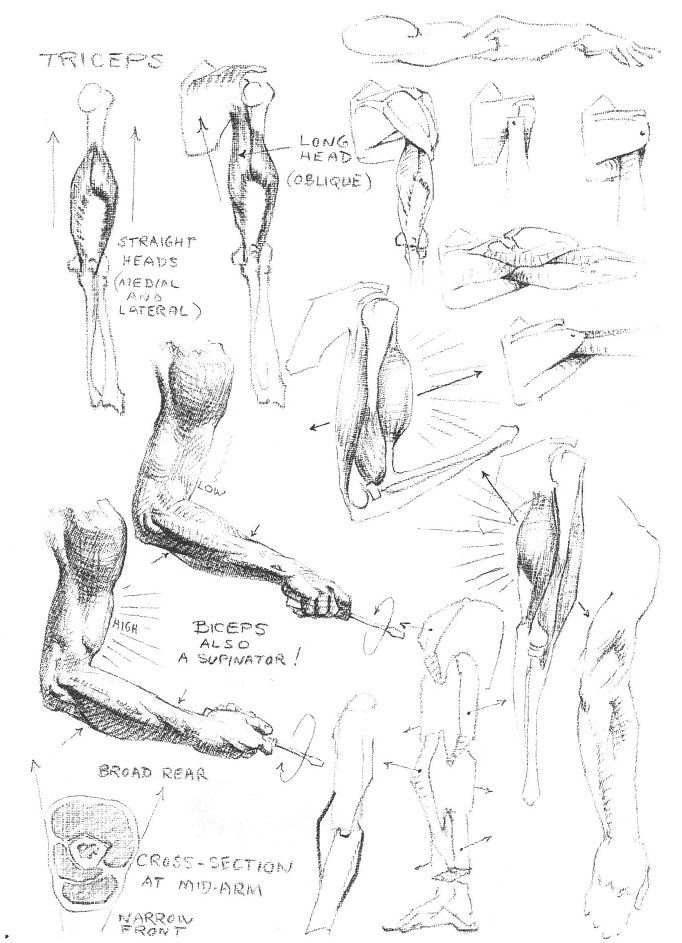 TRICEPS
LONG
HEAD
(OBLIQUE)
STRAIGHT
HEADS
(MEDIAL
AND
LATERAL)
LOW
HIGH
BICEPS
ALSO
A SUPINATOR!
BROAD REAR
CROSS-SECTION
AT MID-ARM
NARROW
FRONT